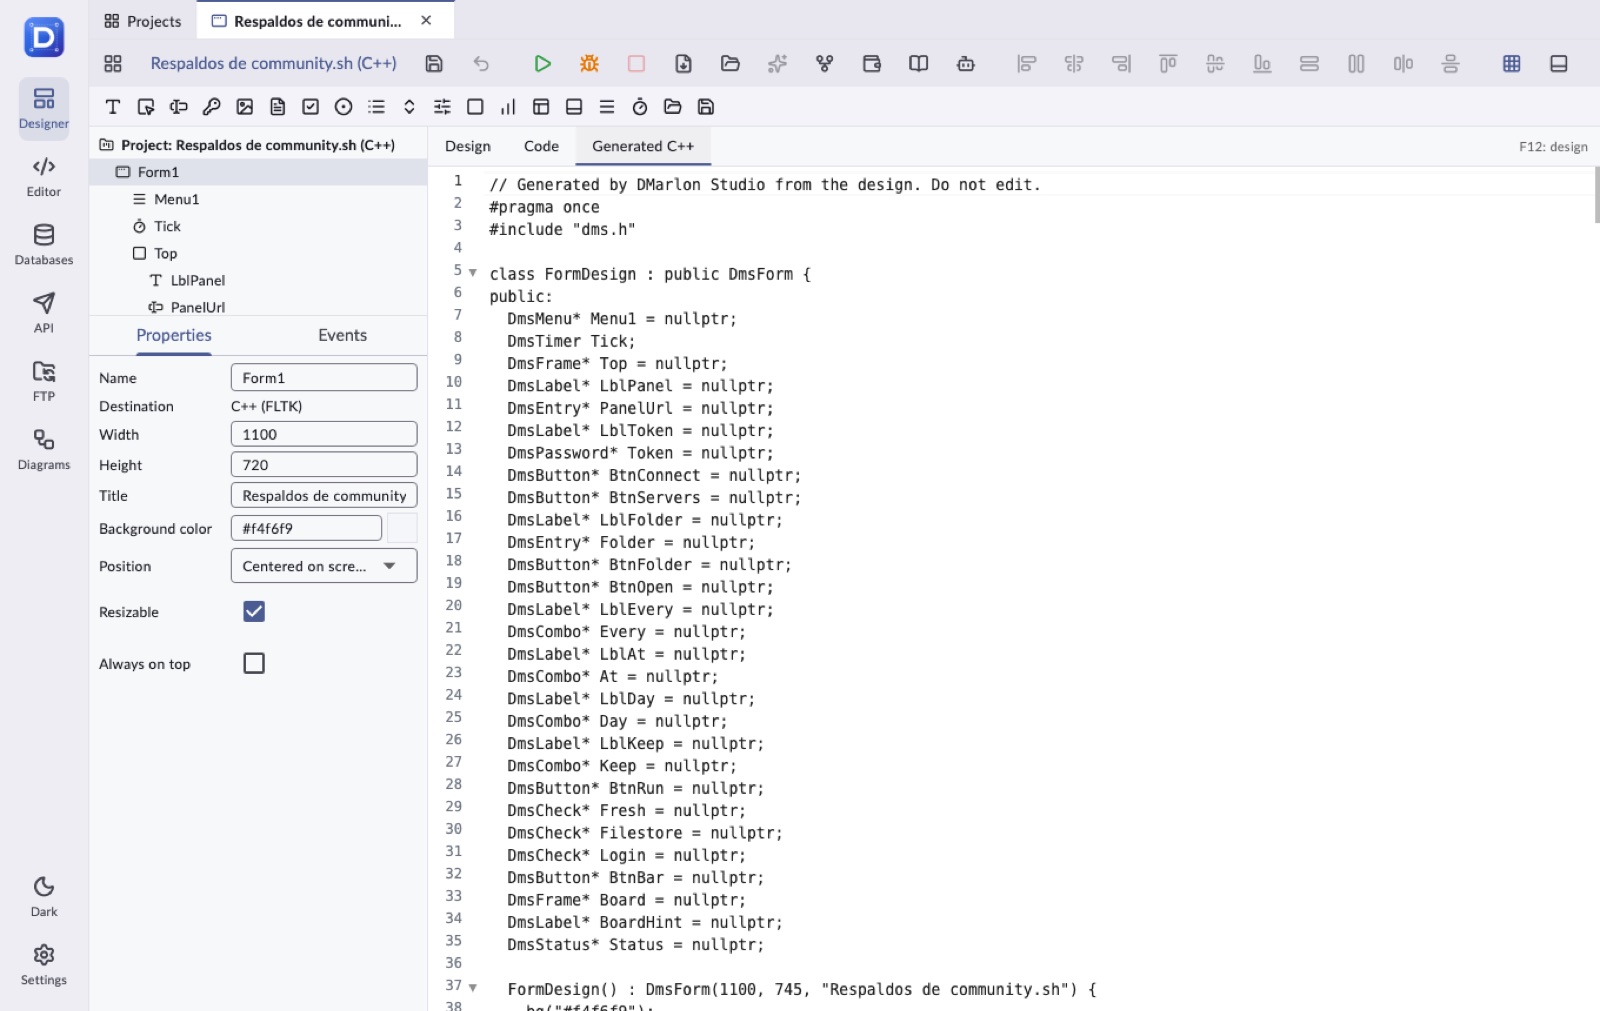 Projects
Respaldos de communi...
Respaldos de community.sh (C++)
Designer
Editor
Databases
API
FTP
Diagrams
Dark
Settings
Project: Respaldos de community.sh (C++)
Form1
Menu1
Tick
Top
LblPanel
PanelUrl
Properties
Events
Name
Form1
Destination
C++ (FLTK)
Width
1100
Height
720
Title
Respaldos de community
Background color
#f4f6f9
Position
Centered on scre...
Resizable
Always on top
Design
Code
Generated C++
F12: design
1 // Generated by DMarlon Studio from the design. Do not edit.
2 #pragma once
3 #include "dms.h"
4
5 class FormDesign : public DmsForm {
6 public:
7 DmsMenu* Menu1 = nullptr;
8 DmsTimer Tick;
9 DmsFrame* Top = nullptr;
10 DmsLabel* LblPanel = nullptr;
11 DmsEntry* PanelUrl = nullptr;
12 DmsLabel* LblToken = nullptr;
13 DmsPassword* Token = nullptr;
14 DmsButton* BtnConnect = nullptr;
15 DmsButton* BtnServers = nullptr;
16 DmsLabel* LblFolder = nullptr;
17 DmsEntry* Folder = nullptr;
18 DmsButton* BtnFolder = nullptr;
19 DmsButton* BtnOpen = nullptr;
20 DmsLabel* LblEvery = nullptr;
21 DmsCombo* Every = nullptr;
22 DmsLabel* LblAt = nullptr;
23 DmsCombo* At = nullptr;
24 DmsLabel* LblDay = nullptr;
25 DmsCombo* Day = nullptr;
26 DmsLabel* LblKeep = nullptr;
27 DmsCombo* Keep = nullptr;
28 DmsButton* BtnRun = nullptr;
29 DmsCheck* Fresh = nullptr;
30 DmsCheck* Filestore = nullptr;
31 DmsCheck* Login = nullptr;
32 DmsButton* BtnBar = nullptr;
33 DmsFrame* Board = nullptr;
34 DmsLabel* BoardHint = nullptr;
35 DmsStatus* Status = nullptr;
36
37 FormDesign() : DmsForm(1100, 745, "Respaldos de community.sh") {
38 bg("#f4f6f9");